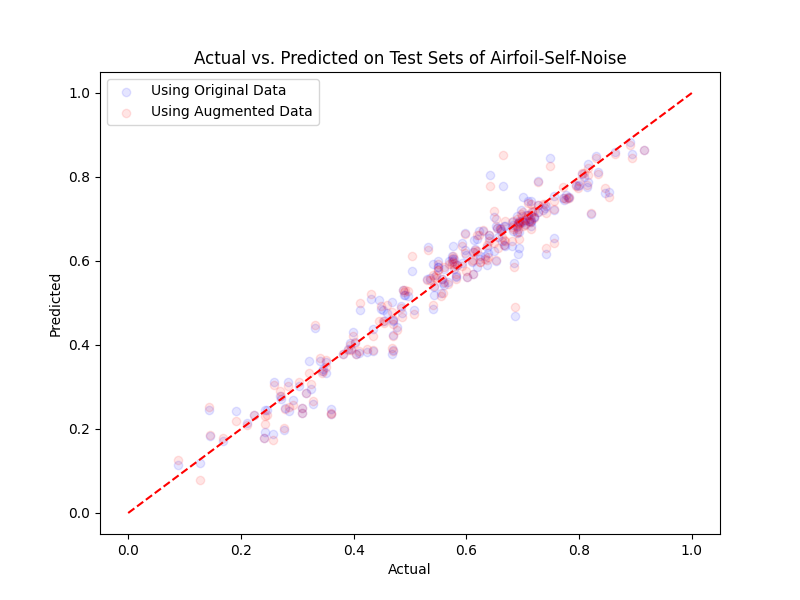 Actual vs. Predicted on Test Sets of Airfoil-Self-Noise
Using Original Data
Using Augmented Data
1.0
0.8
0.6
0.4
0.2
0.0
Predicted
0.0 0.2 0.4 0.6 0.8 1.0
Actual